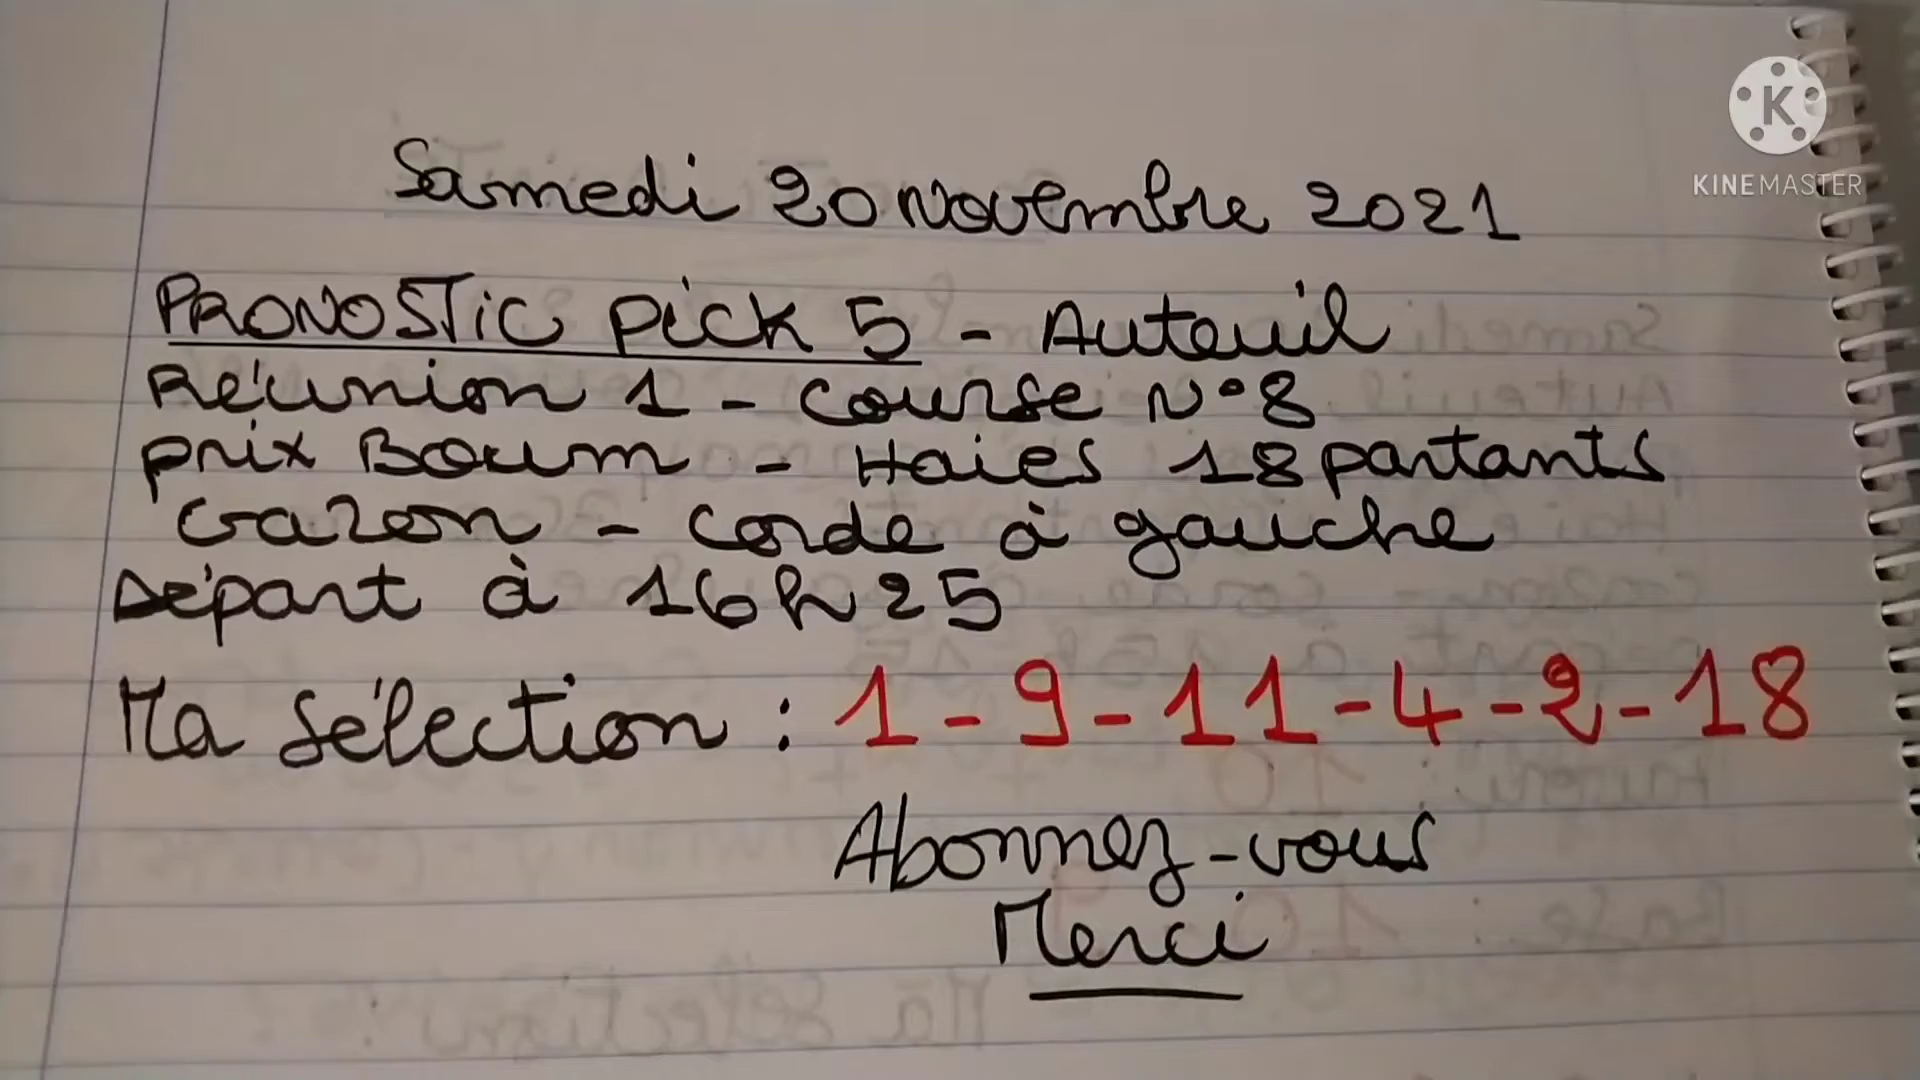 KINEMASTER
Samedi 20 Novembre 2021
PRONOSTIC PICK 5 - Auteuil
Réunion 1 - course N°8
prix Boum - Haies 18 partants
Gazon - corde à gauche
Départ à 16h25
Ma sélection : 1 - 9 - 11 - 4 - 2 - 18
Abonnez-vous
Merci